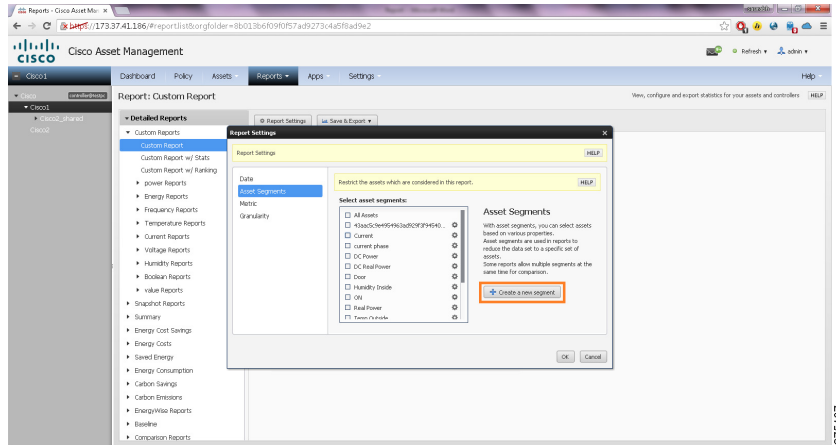 Reports - Cisco Asset Man
https://173.37.41.186/#reportlist&orgfolder=8b013b6f09f0f57ad9273c4a5f8ad9e2
CISCO Cisco Asset Management
Refresh admin
Cisco1 Dashboard Policy Assets Reports Apps Settings Help
Cisco
Cisco1
Cisco2_shared
Cisco2
Report: Custom Report
View, configure and export statistics for your assets and controllers HELP
Detailed Reports
Custom Reports
Custom Report
Custom Report w/ Stats
Custom Report w/ Ranking
power Reports
Energy Reports
Frequency Reports
Temperature Reports
Current Reports
Voltage Reports
Humidity Reports
Boolean Reports
value Reports
Snapshot Reports
Summary
Energy Cost Savings
Energy Costs
Saved Energy
Energy Consumption
Carbon Savings
Carbon Emissions
EnergyWise Reports
Baseline
Comparison Reports
Report Settings Save & Export
Report Settings x
Report Settings HELP
Date
Asset Segments
Metric
Granularity
Restrict the assets which are considered in this report. HELP
Select asset segments:
All Assets
Current
current phase
DC Power
DC Real Power
Door
Humidity Inside
ON
Real Power
Temp Outside
Asset Segments
With asset segments, you can select assets
based on various properties.
Asset segments are used in reports to
reduce the data set to a specific set of
assets.
Some reports allow multiple segments at the
same time for comparison.
Create a new segment
OK Cancel